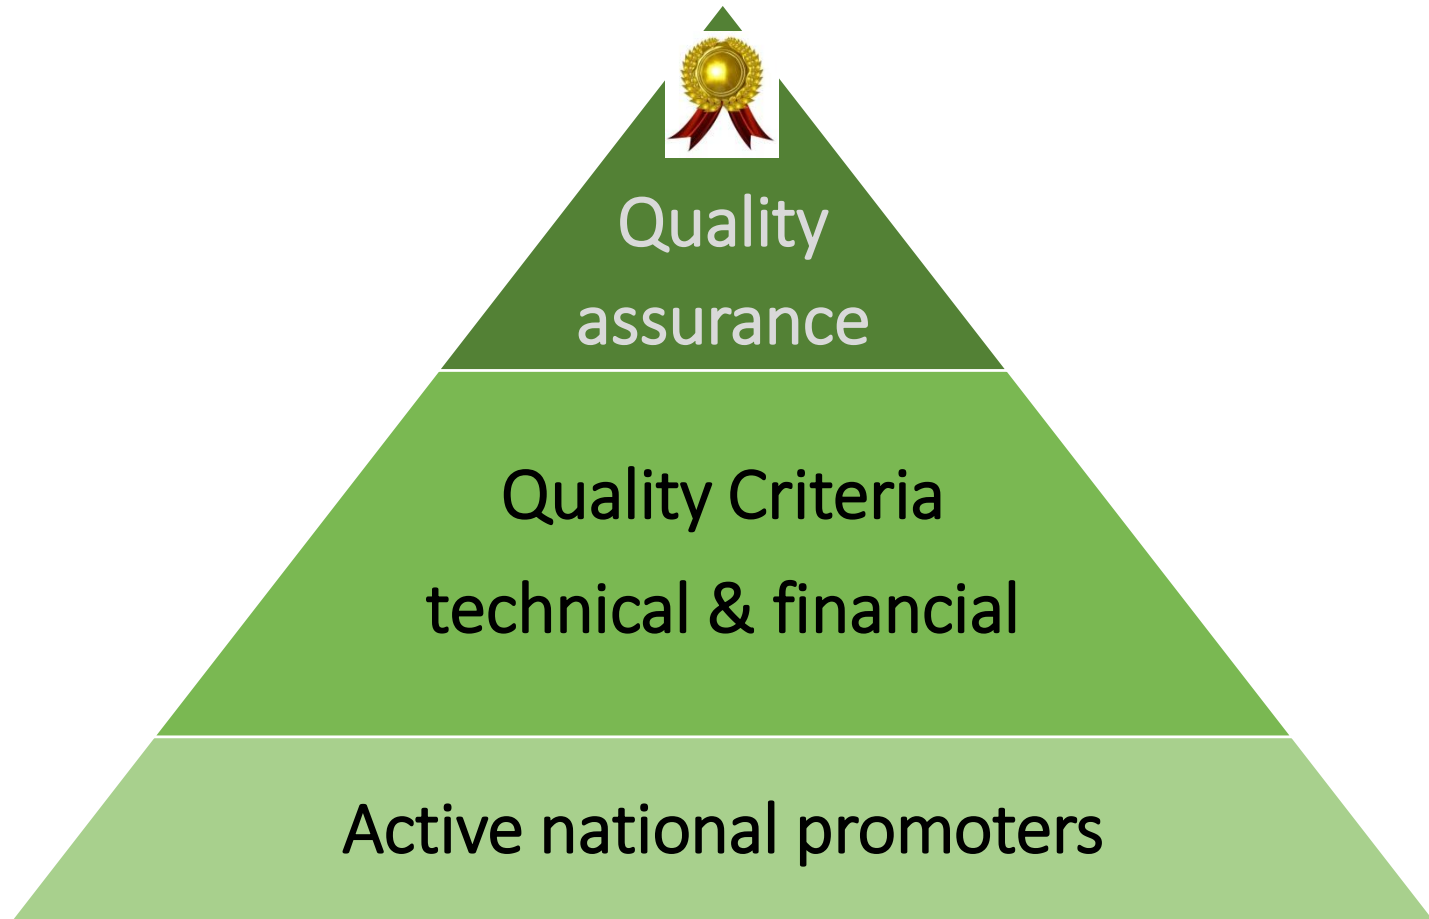 Quality
assurance
Quality Criteria
technical & financial
Active national promoters